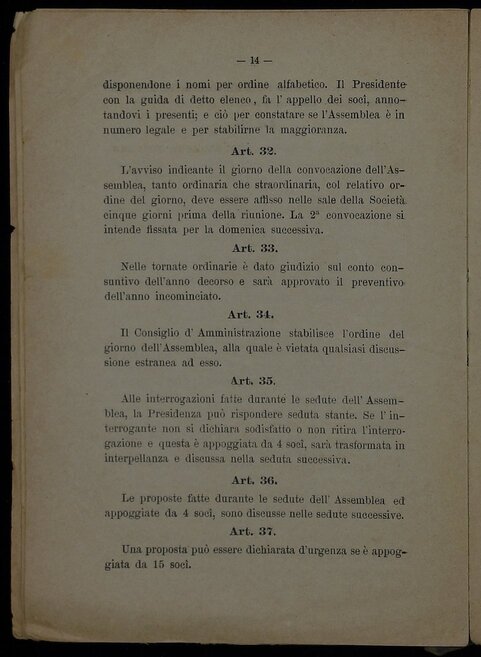 — 14 —
disponendone i nomi per ordine alfabetico. Il Presidente
con la guida di detto elenco, fa l' appello dei soci, anno-
tandovi i presenti; e ciò per constatare se l'Assemblea è in
numero legale e per stabilirne la maggioranza.
Art. 32.
L'avviso indicante il giorno della convocazione dell'As-
semblea, tanto ordinaria che straordinaria, col relativo or-
dine del giorno, deve essere affisso nelle sale della Società
cinque giorni prima della riunione. La 2ª convocazione si
intende fissata per la domenica successiva.
Art. 33.
Nelle tornate ordinarie è dato giudizio sul conto con-
suntivo dell'anno decorso e sarà approvato il preventivo
dell'anno incominciato.
Art. 34.
Il Consiglio d' Amministrazione stabilisce l'ordine del
giorno dell'Assemblea, alla quale è vietata qualsiasi discus-
sione estranea ad esso.
Art. 35.
Alle interrogazioni fatte durante le sedute dell' Assem-
blea, la Presidenza può rispondere seduta stante. Se l' in-
terrogante non si dichiara sodisfatto o non ritira l'interro-
gazione e questa è appoggiata da 4 soci, sarà trasformata in
interpellanza e discussa nella seduta successiva.
Art. 36.
Le proposte fatte durante le sedute dell' Assemblea ed
appoggiate da 4 soci, sono discusse nelle sedute successive.
Art. 37.
Una proposta può essere dichiarata d'urgenza se è appog-
giata da 15 soci.